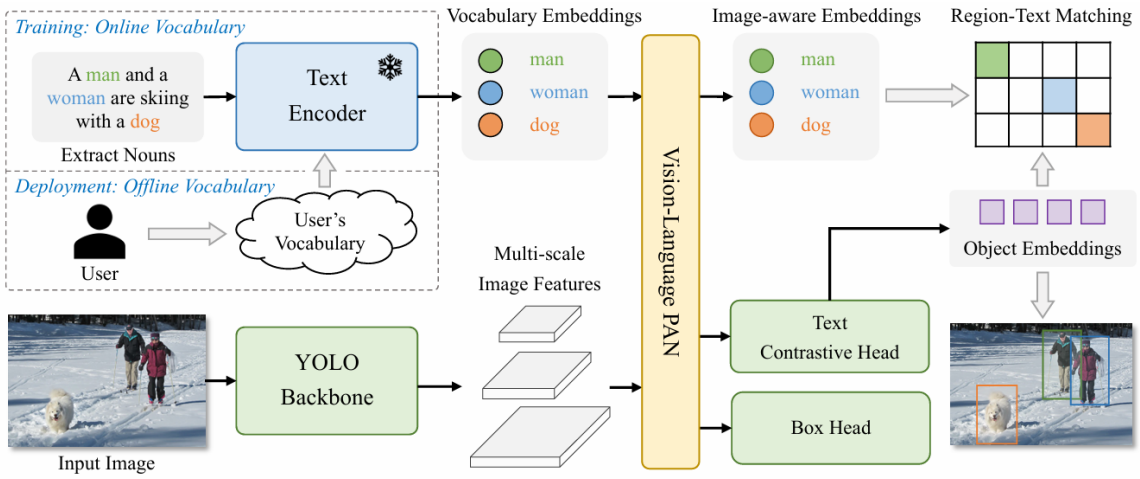 Training: Online Vocabulary
A man and a
woman are skiing
with a dog
Extract Nouns
Text
Encoder
Deployment: Offline Vocabulary
User
User's
Vocabulary
Vocabulary Embeddings
man
woman
dog
Image-aware Embeddings
man
woman
dog
Region-Text Matching
Vision-Language PAN
Object Embeddings
Multi-scale
Image Features
Input Image
YOLO
Backbone
Text
Contrastive Head
Box Head